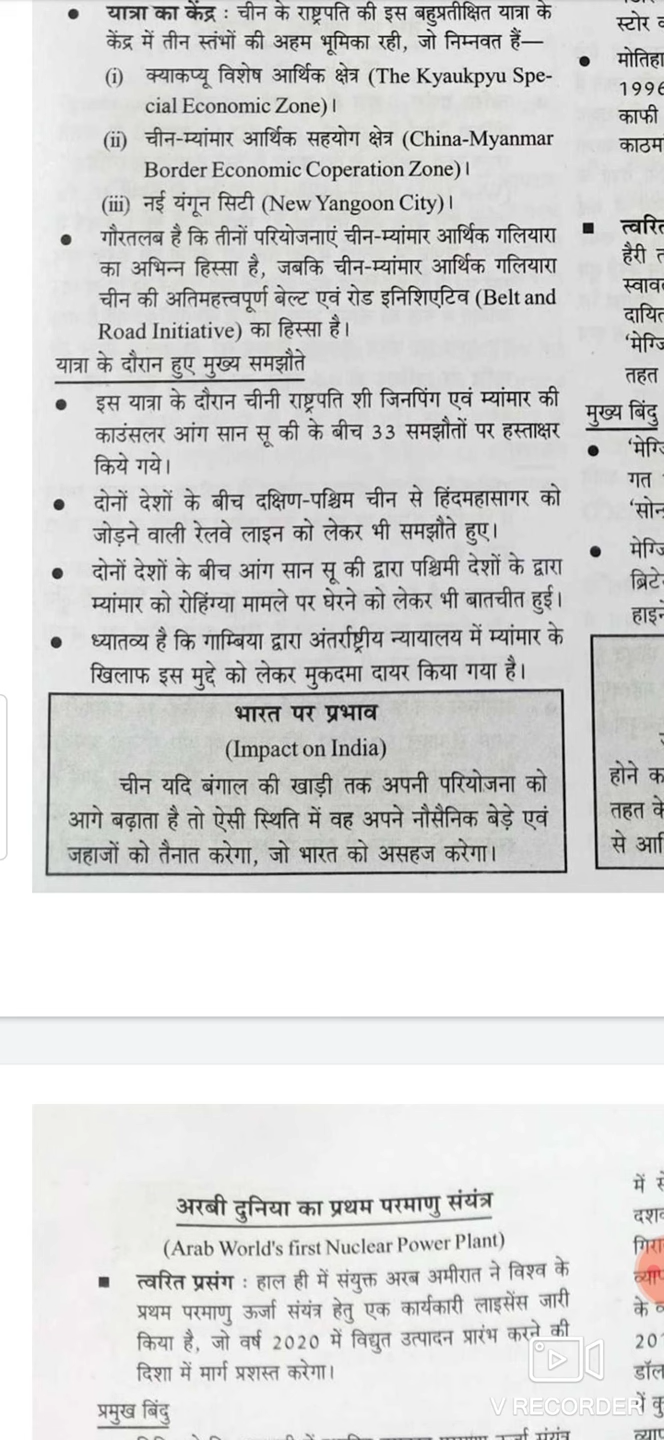 यात्रा का केंद्र : चीन के राष्ट्रपति की इस बहुप्रतीक्षित यात्रा के
केंद्र में तीन स्तंभों की अहम भूमिका रही, जो निम्नवत हैं—
(i) क्याकप्यू विशेष आर्थिक क्षेत्र (The Kyaukpyu Spe-
cial Economic Zone)।
(ii) चीन-म्यांमार आर्थिक सहयोग क्षेत्र (China-Myanmar
Border Economic Coperation Zone)।
(iii) नई यंगून सिटी (New Yangoon City)।
गौरतलब है कि तीनों परियोजनाएं चीन-म्यांमार आर्थिक गलियारा
का अभिन्न हिस्सा है, जबकि चीन-म्यांमार आर्थिक गलियारा
चीन की अतिमहत्त्वपूर्ण बेल्ट एवं रोड इनिशिएटिव (Belt and
Road Initiative) का हिस्सा है।
यात्रा के दौरान हुए मुख्य समझौते
इस यात्रा के दौरान चीनी राष्ट्रपति शी जिनपिंग एवं म्यांमार की
काउंसलर आंग सान सू की के बीच 33 समझौतों पर हस्ताक्षर
किये गये।
दोनों देशों के बीच दक्षिण-पश्चिम चीन से हिंदमहासागर को
जोड़ने वाली रेलवे लाइन को लेकर भी समझौते हुए।
दोनों देशों के बीच आंग सान सू की द्वारा पश्चिमी देशों के द्वारा
म्यांमार को रोहिंग्या मामले पर घेरने को लेकर भी बातचीत हुई।
ध्यातव्य है कि गाम्बिया द्वारा अंतर्राष्ट्रीय न्यायालय में म्यांमार के
खिलाफ इस मुद्दे को लेकर मुकदमा दायर किया गया है।
भारत पर प्रभाव
(Impact on India)
चीन यदि बंगाल की खाड़ी तक अपनी परियोजना को
आगे बढ़ाता है तो ऐसी स्थिति में वह अपने नौसैनिक बेड़े एवं
जहाजों को तैनात करेगा, जो भारत को असहज करेगा।
स्टोर
1996
काफी
मुख्य बिंदु
गत
होने
तहत
से
अरबी दुनिया का प्रथम परमाणु संयंत्र
(Arab World's first Nuclear Power Plant)
त्वरित प्रसंग : हाल ही में संयुक्त अरब अमीरात ने विश्व के
प्रथम परमाणु ऊर्जा संयंत्र हेतु एक कार्यकारी लाइसेंस जारी
किया है, जो वर्ष 2020 में विद्युत उत्पादन प्रारंभ करने की
दिशा में मार्ग प्रशस्त करेगा।
प्रमुख बिंदु
में
के
V RECORDER